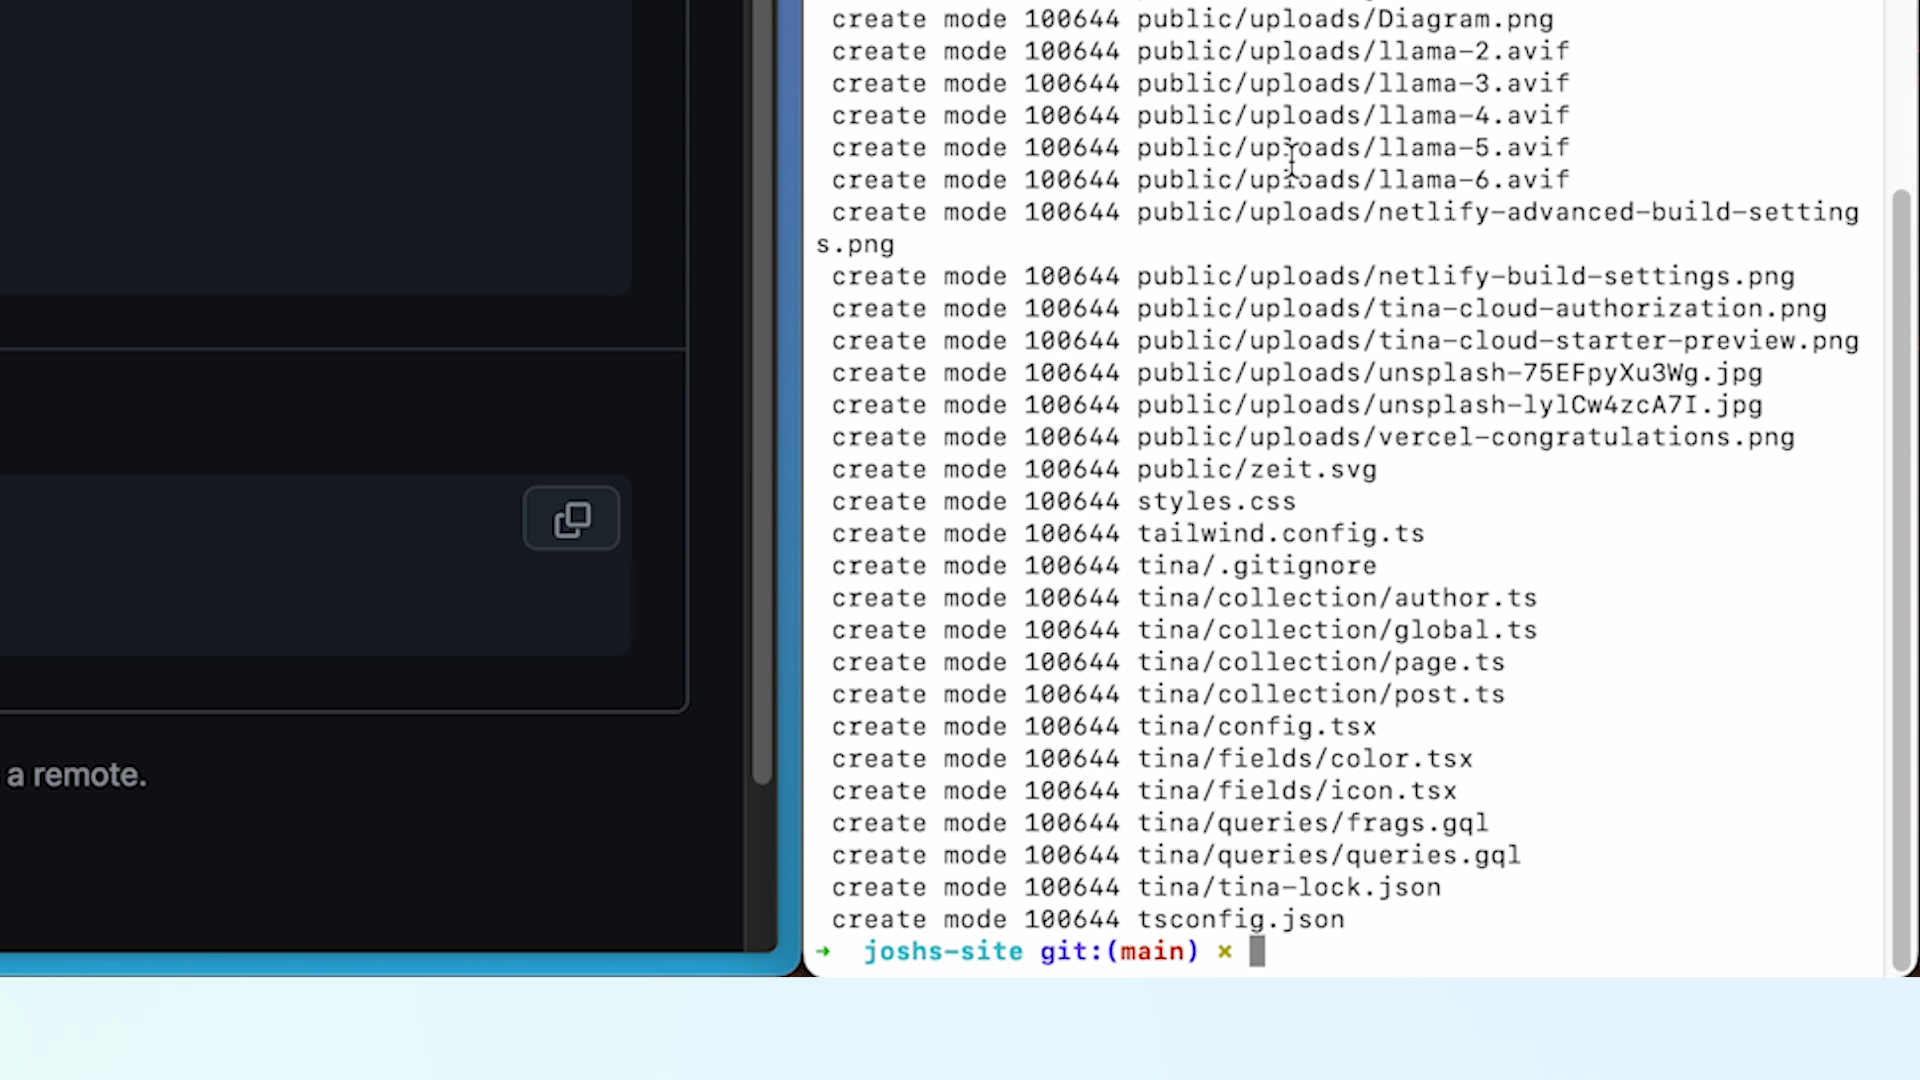 create mode 100644 public/uploads/Diagram.png
create mode 100644 public/uploads/llama-2.avif
create mode 100644 public/uploads/llama-3.avif
create mode 100644 public/uploads/llama-4.avif
create mode 100644 public/uploads/llama-5.avif
create mode 100644 public/uploads/llama-6.avif
create mode 100644 public/uploads/netlify-advanced-build-setting
s.png
create mode 100644 public/uploads/netlify-build-settings.png
create mode 100644 public/uploads/tina-cloud-authorization.png
create mode 100644 public/uploads/tina-cloud-starter-preview.png
create mode 100644 public/uploads/unsplash-75EFpyXu3Wg.jpg
create mode 100644 public/uploads/unsplash-lylCw4zcA7I.jpg
create mode 100644 public/uploads/vercel-congratulations.png
create mode 100644 public/zeit.svg
create mode 100644 styles.css
create mode 100644 tailwind.config.ts
create mode 100644 tina/.gitignore
create mode 100644 tina/collection/author.ts
create mode 100644 tina/collection/global.ts
create mode 100644 tina/collection/page.ts
create mode 100644 tina/collection/post.ts
create mode 100644 tina/config.tsx
create mode 100644 tina/fields/color.tsx
create mode 100644 tina/fields/icon.tsx
create mode 100644 tina/queries/frags.gql
create mode 100644 tina/queries/queries.gql
create mode 100644 tina/tina-lock.json
create mode 100644 tsconfig.json
→ joshs-site git:(main) ×
a remote.